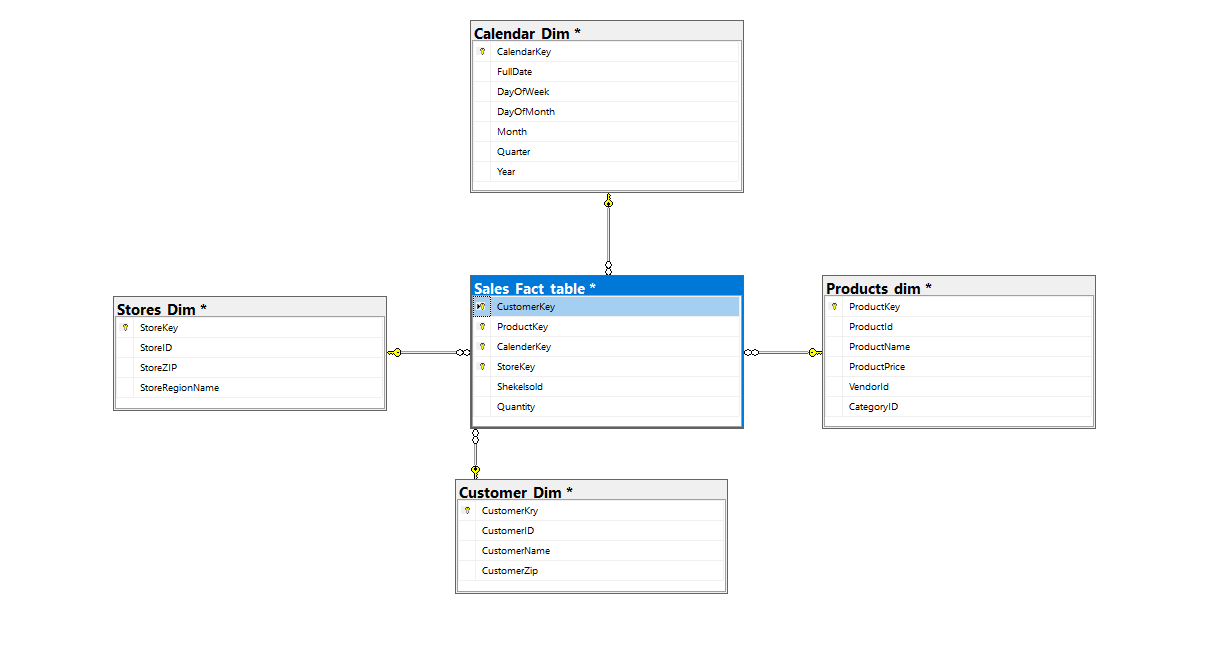 Calendar_Dim *
CalendarKey
FullDate
DayOfWeek
DayOfMonth
Month
Quarter
Year
Stores_Dim *
StoreKey
StoreID
StoreZIP
StoreRegionName
Sales_Fact_table *
CustomerKey
ProductKey
CalenderKey
StoreKey
Shekelsold
Quantity
Products_dim *
ProductKey
ProductId
ProductName
ProductPrice
VendorId
CategoryID
Customer_Dim *
CustomerKry
CustomerID
CustomerName
CustomerZip